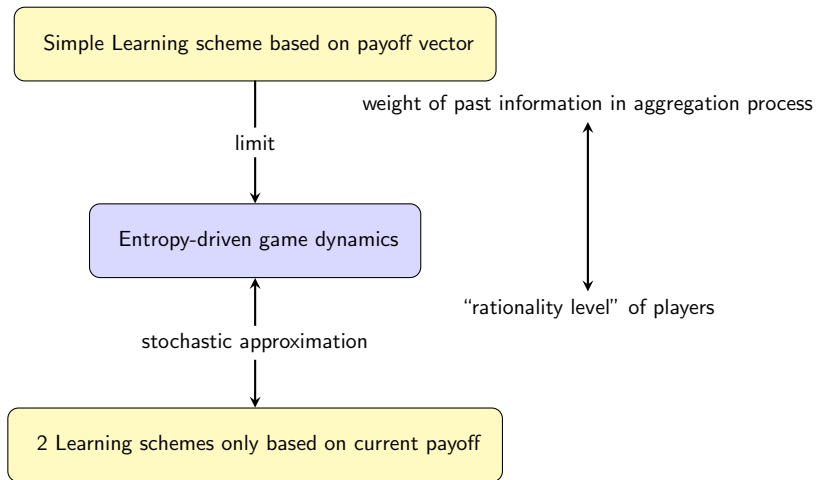 Simple Learning scheme based on payoff vector
weight of past information in aggregation process
limit
Entropy-driven game dynamics
“rationality level” of players
stochastic approximation
2 Learning schemes only based on current payoff